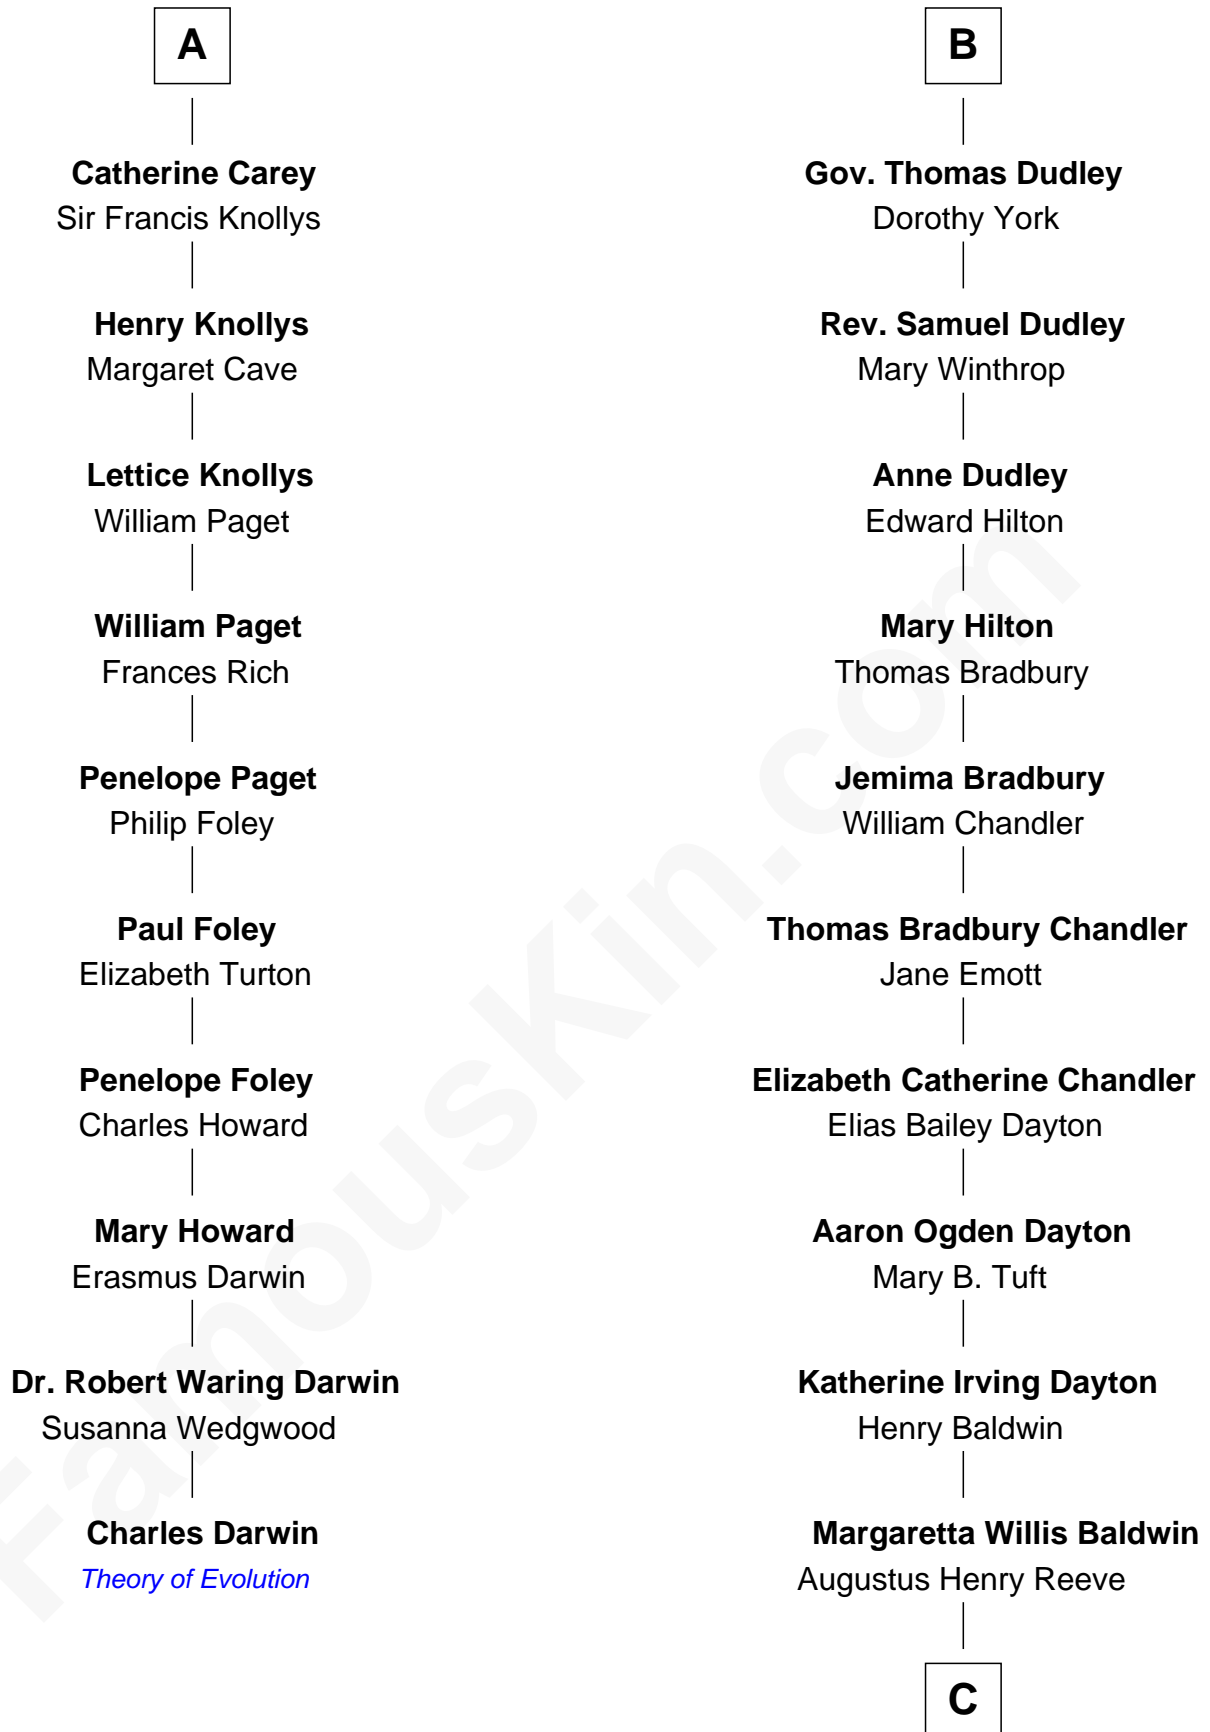 A
Catherine Carey
Sir Francis Knollys
Henry Knollys
Margaret Cave
Lettice Knollys
William Paget
William Paget
Frances Rich
Penelope Paget
Philip Foley
Paul Foley
Elizabeth Turton
Penelope Foley
Charles Howard
Mary Howard
Erasmus Darwin
Dr. Robert Waring Darwin
Susanna Wedgwood
Charles Darwin
Theory of Evolution
B
Gov. Thomas Dudley
Dorothy York
Rev. Samuel Dudley
Mary Winthrop
Anne Dudley
Edward Hilton
Mary Hilton
Thomas Bradbury
Jemima Bradbury
William Chandler
Thomas Bradbury Chandler
Jane Emott
Elizabeth Catherine Chandler
Elias Bailey Dayton
Aaron Ogden Dayton
Mary B. Tuft
Katherine Irving Dayton
Henry Baldwin
Margaretta Willis Baldwin
Augustus Henry Reeve
C
FamousKin.com